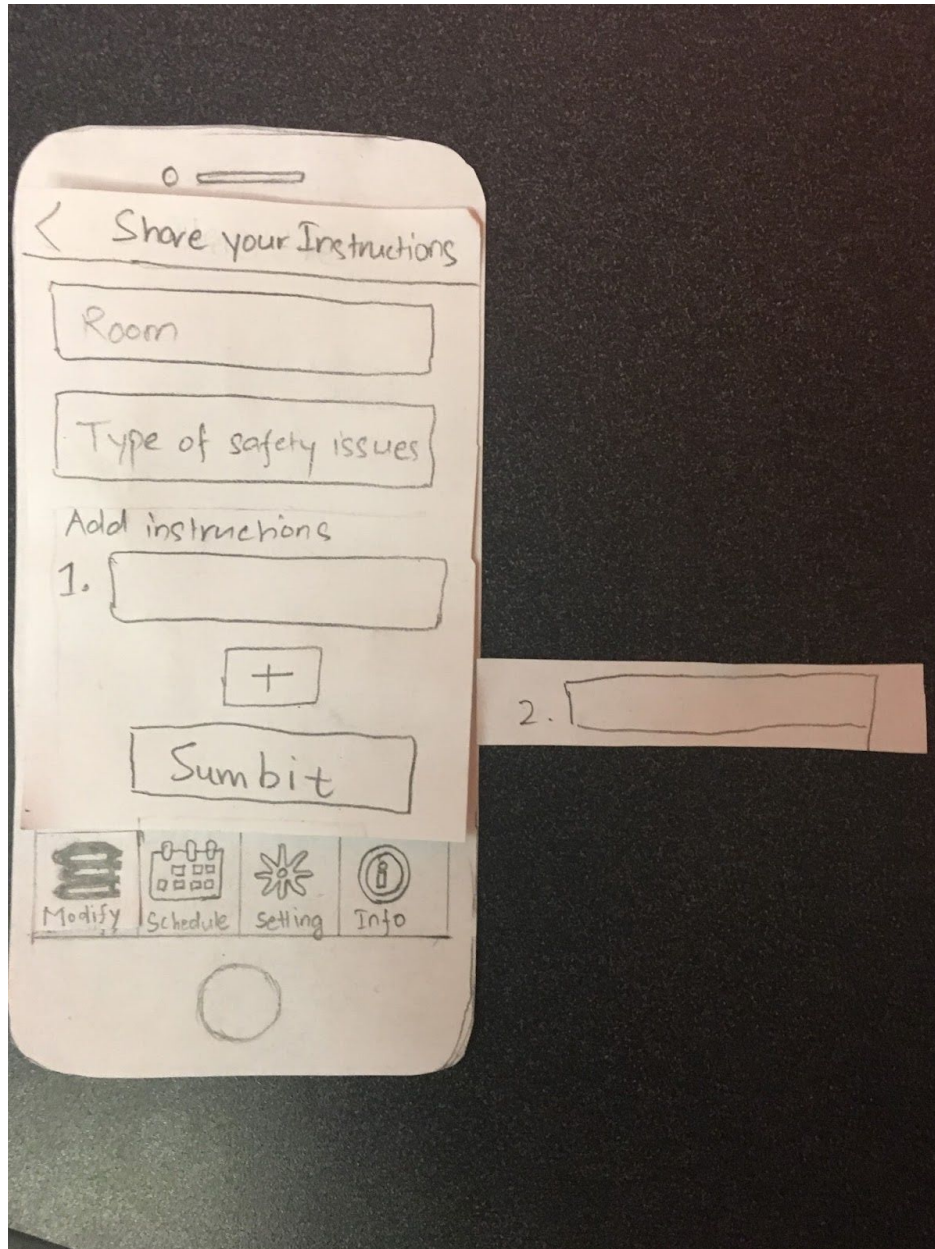 < Share your Instructions
Room
Type of safety issues
Add instructions
1.
+
2.
Sumbit
Modify Schedule Setting Info